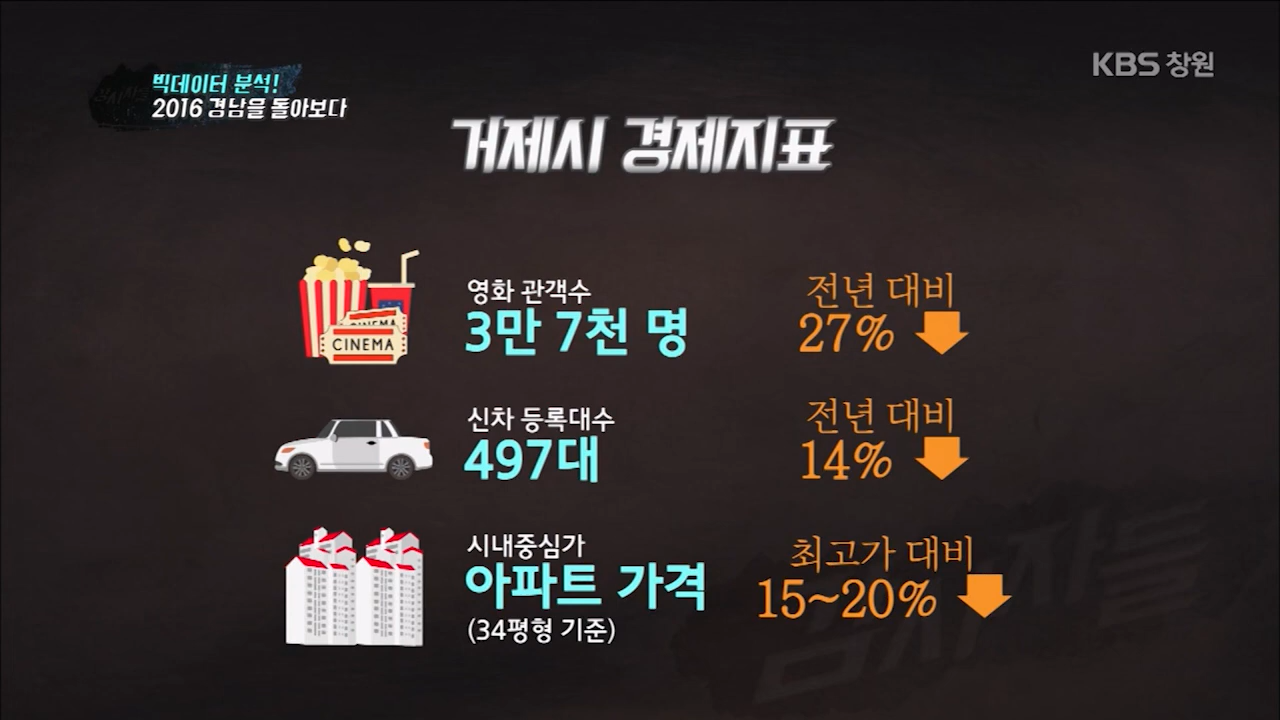 빅데이터 분석!
2016 경남을 돌아보다
KBS 창원
거제시 경제지표
CINEMA
CINEMA
영화 관객수
3만 7천 명
전년 대비
27%
신차 등록대수
497대
전년 대비
14%
시내중심가
아파트 가격
(34평형 기준)
최고가 대비
15~20%